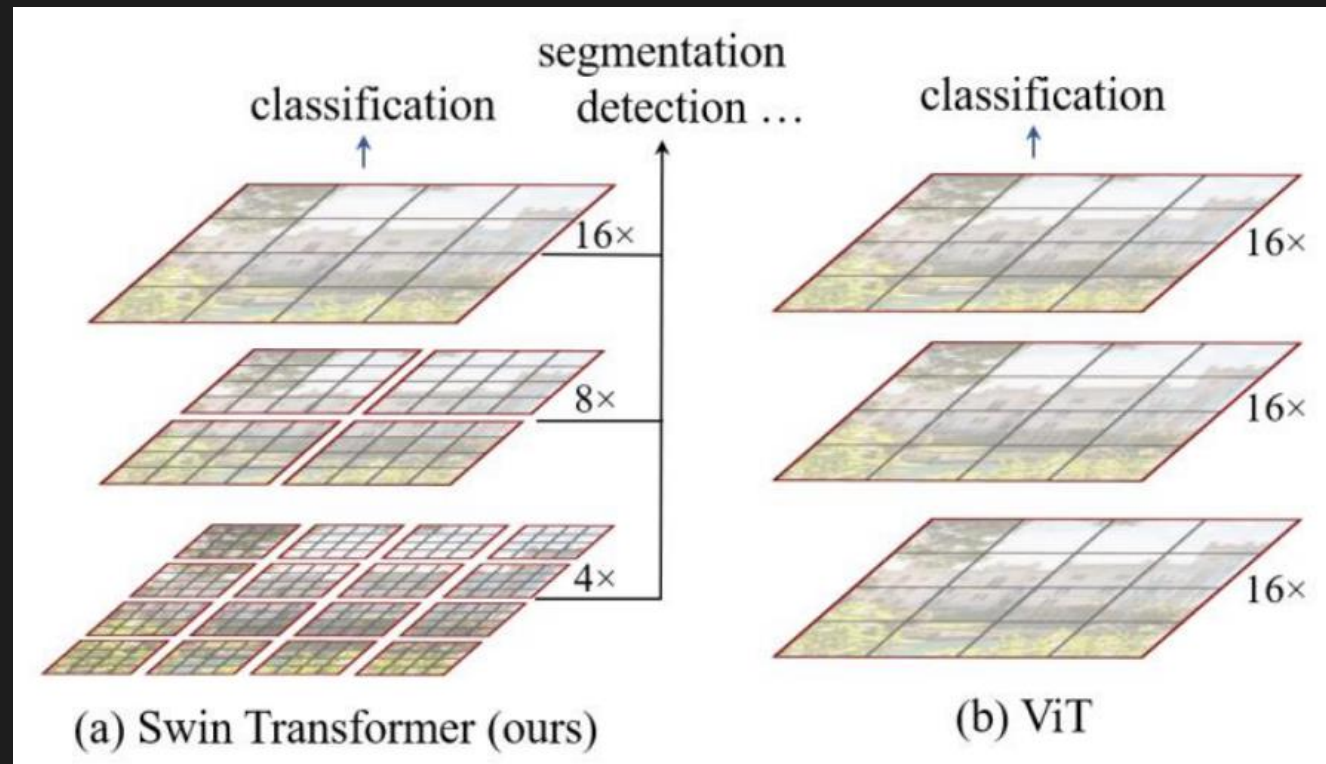 segmentation
detection ...
classification
16×
8×
4×
(a) Swin Transformer (ours)
classification
16×
16×
16×
(b) ViT